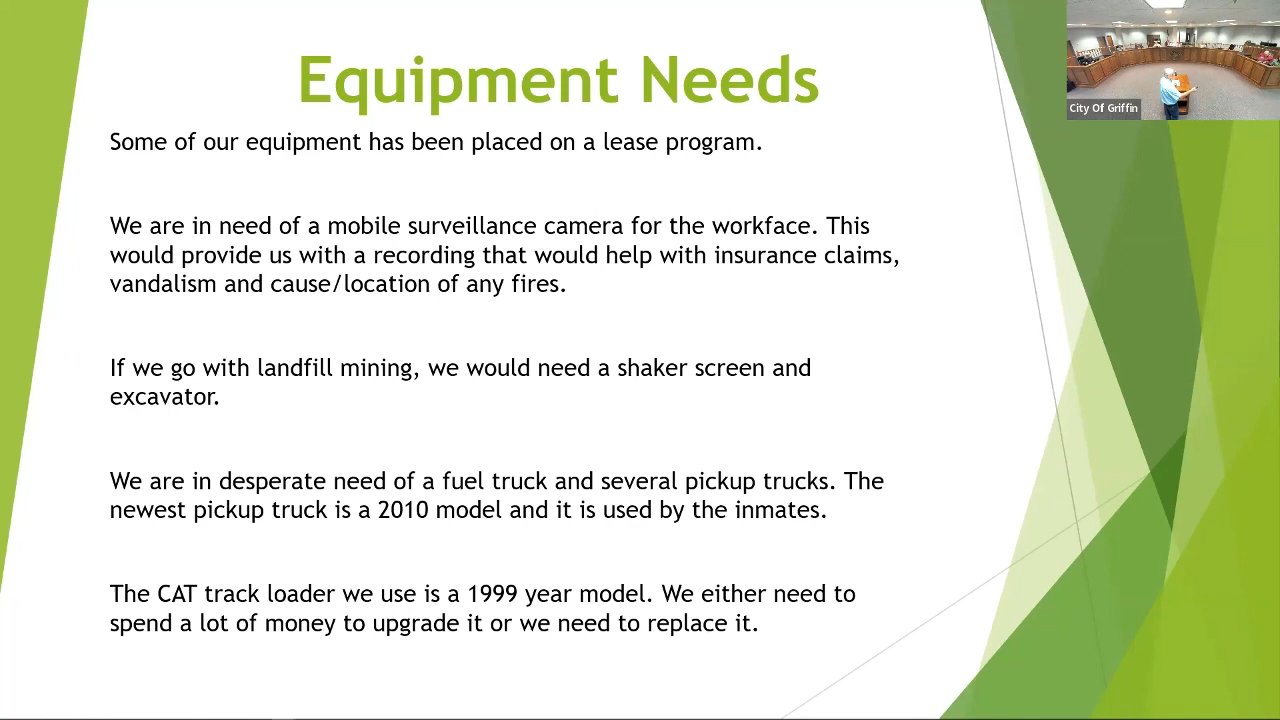 Equipment Needs
Some of our equipment has been placed on a lease program.
We are in need of a mobile surveillance camera for the workface. This
would provide us with a recording that would help with insurance claims,
vandalism and cause/location of any fires.
If we go with landfill mining, we would need a shaker screen and
excavator.
We are in desperate need of a fuel truck and several pickup trucks. The
newest pickup truck is a 2010 model and it is used by the inmates.
The CAT track loader we use is a 1999 year model. We either need to
spend a lot of money to upgrade it or we need to replace it.
City Of Griffin